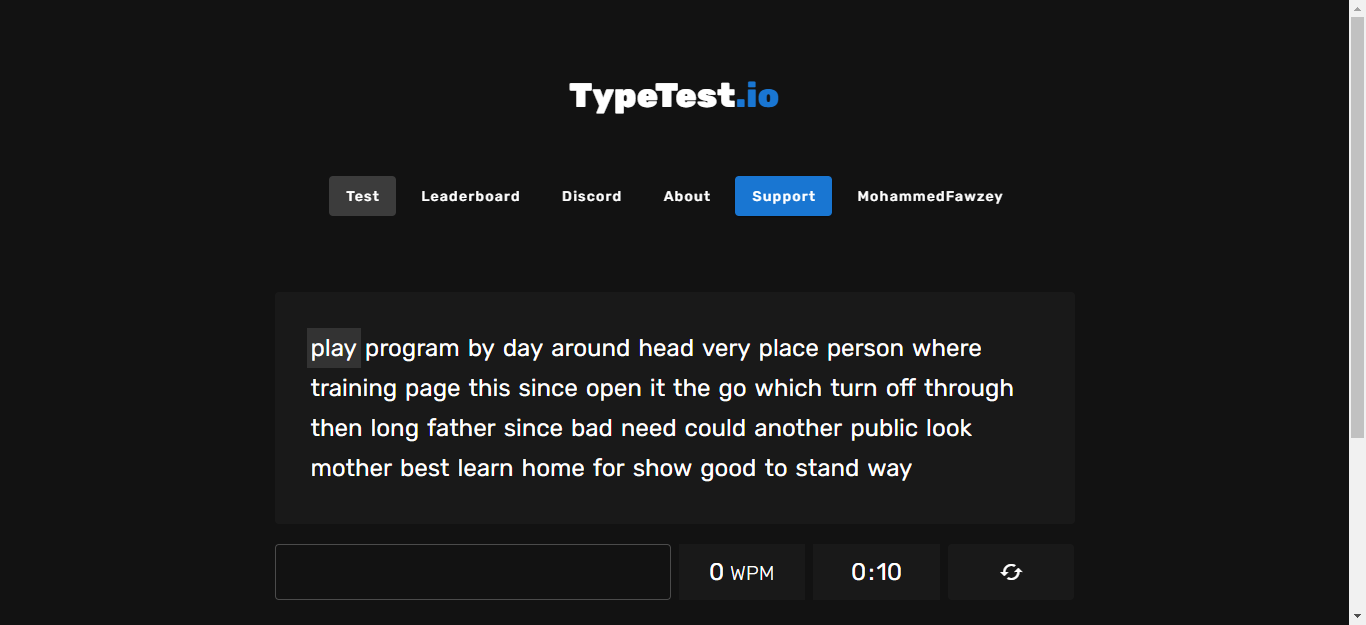 TypeTest.io
Test Leaderboard Discord About Support MohammedFawzey
play program by day around head very place person where
training page this since open it the go which turn off through
then long father since bad need could another public look
mother best learn home for show good to stand way
0 WPM 0:10